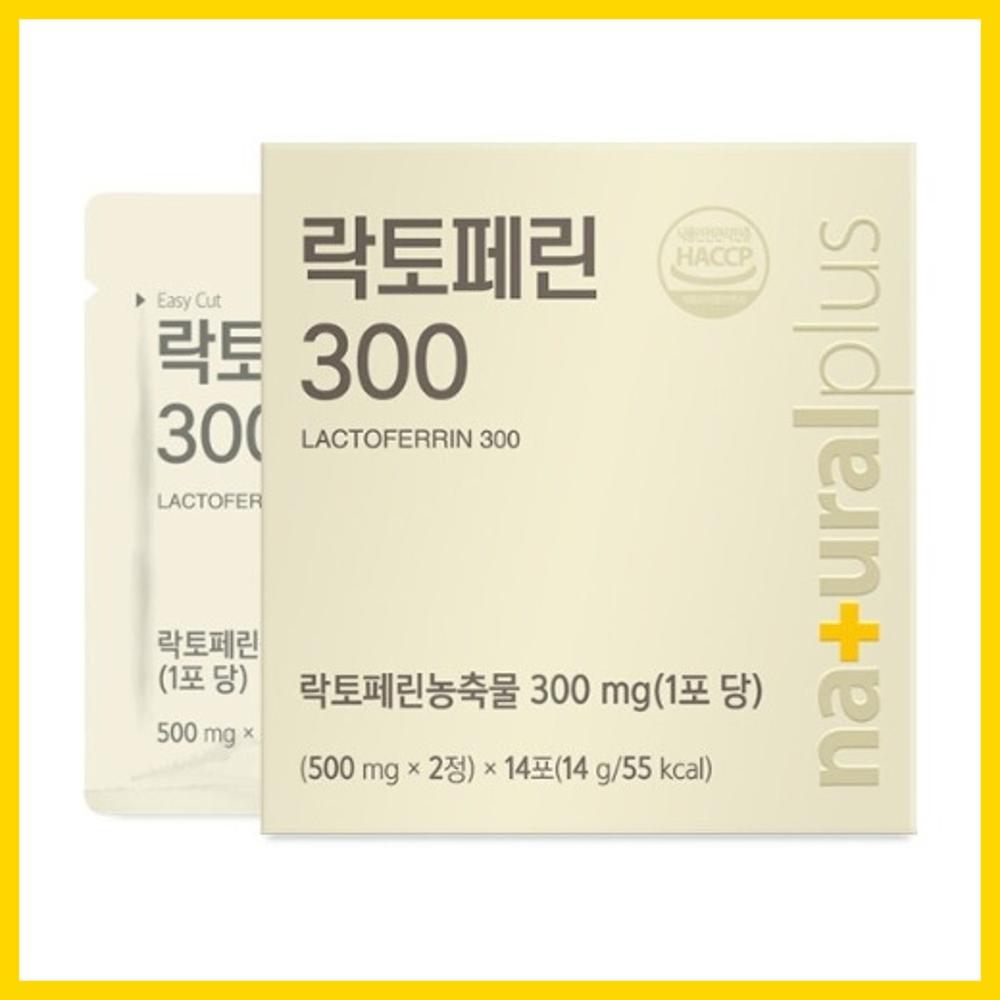 ▶ Easy Cut
락토
300
LACTOFER
락토페린
(1포 당)
500 mg ×
락토페린
300
LACTOFERRIN 300
HACCP
락토페린농축물 300 mg(1포 당)
(500 mg × 2정) × 14포(14 g/55 kcal)
na+uralplus